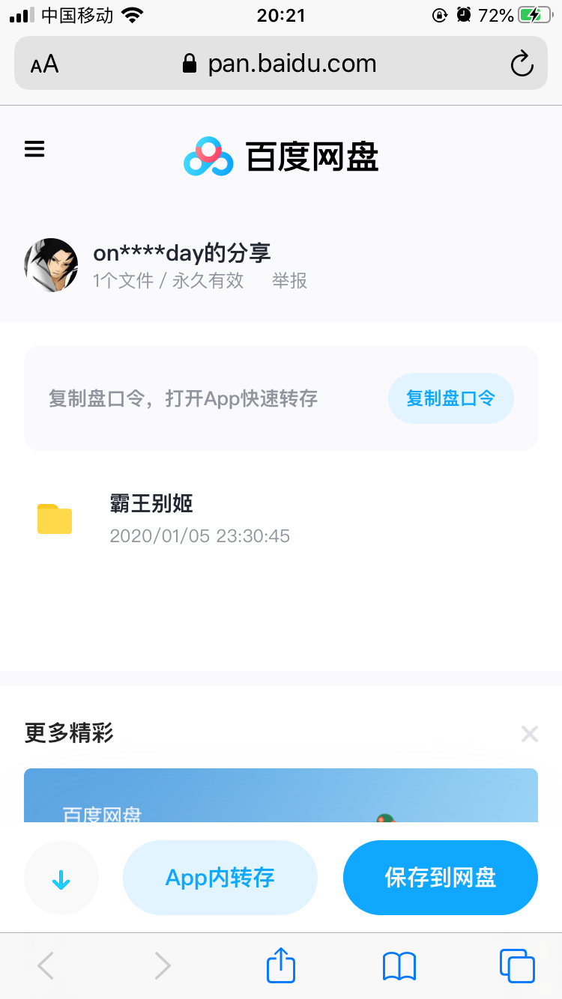 中国移动 20:21 72%
AA pan.baidu.com
百度网盘
on****day的分享
1个文件 / 永久有效 举报
复制盘口令，打开App快速转存 复制盘口令
霸王别姬
2020/01/05 23:30:45
更多精彩
百度网盘
App内转存 保存到网盘